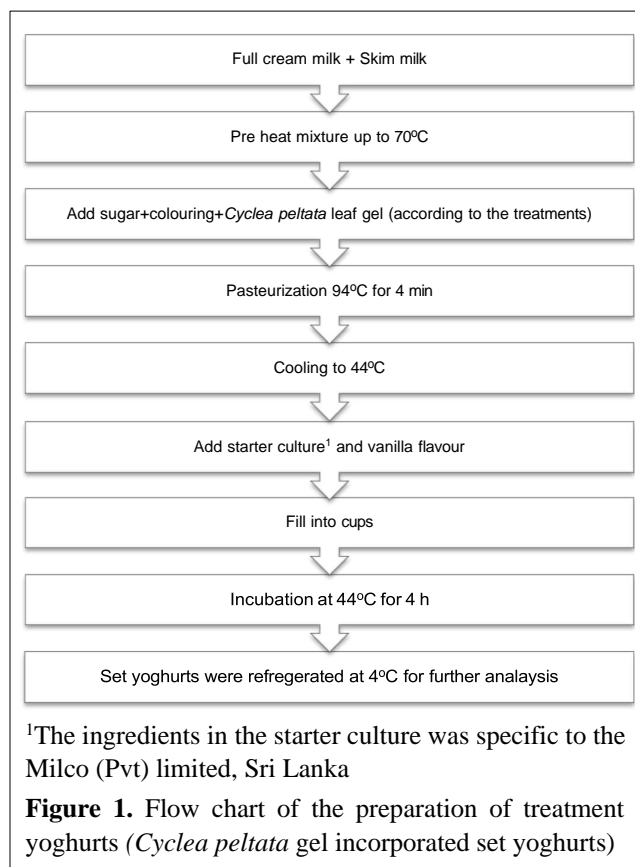 Full cream milk + Skim milk
Pre heat mixture up to 70ºC
Add sugar+colouring+Cyclea peltata leaf gel (according to the treatments)
Pasteurization 94ºC for 4 min
Cooling to 44ºC
Add starter culture¹ and vanilla flavour
Fill into cups
Incubation at 44ºC for 4 h
Set yoghurts were refregerated at 4ºC for further analaysis
¹The ingredients in the starter culture was specific to the
Milco (Pvt) limited, Sri Lanka
Figure 1. Flow chart of the preparation of treatment
yoghurts (Cyclea peltata gel incorporated set yoghurts)